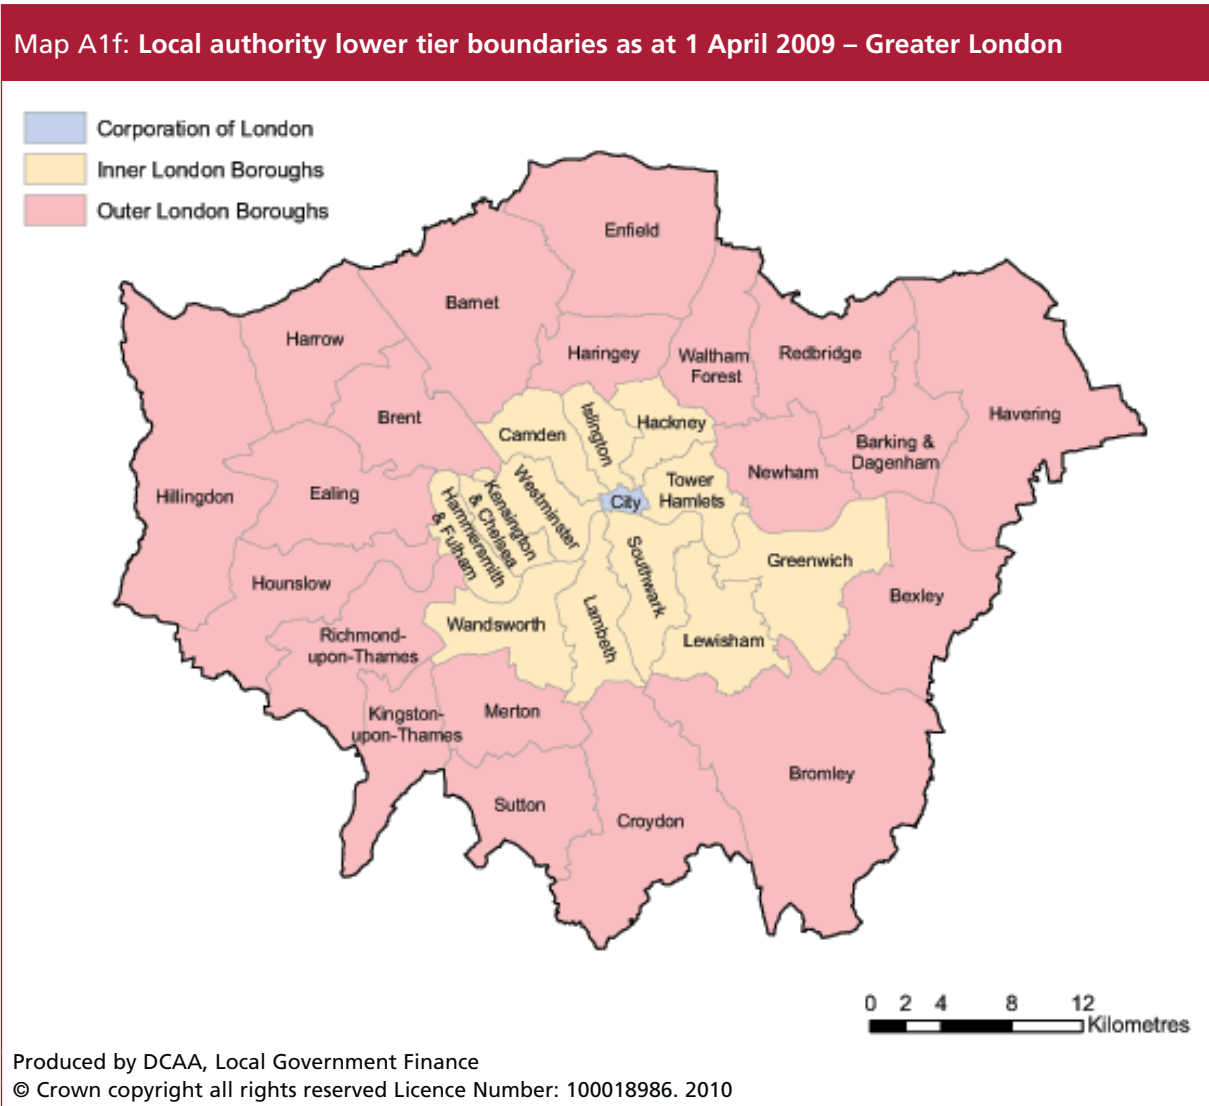 Map A1f: Local authority lower tier boundaries as at 1 April 2009 – Greater London
Corporation of London
Inner London Boroughs
Outer London Boroughs
Enfield
Barnet
Harrow
Haringey
Waltham
Forest
Redbridge
Havering
Brent
Camden
Islington
Hackney
Barking &
Dagenham
Newham
Hillingdon
Ealing
Hammersmith
& Fulham
Kensington
& Chelsea
Westminster
City
Tower
Hamlets
Greenwich
Hounslow
Southwark
Bexley
Richmond-
upon-Thames
Wandsworth
Lambeth
Lewisham
Kingston-
upon-Thames
Merton
Bromley
Sutton
Croydon
0 2 4 8 12
Kilometres
Produced by DCAA, Local Government Finance
© Crown copyright all rights reserved Licence Number: 100018986. 2010